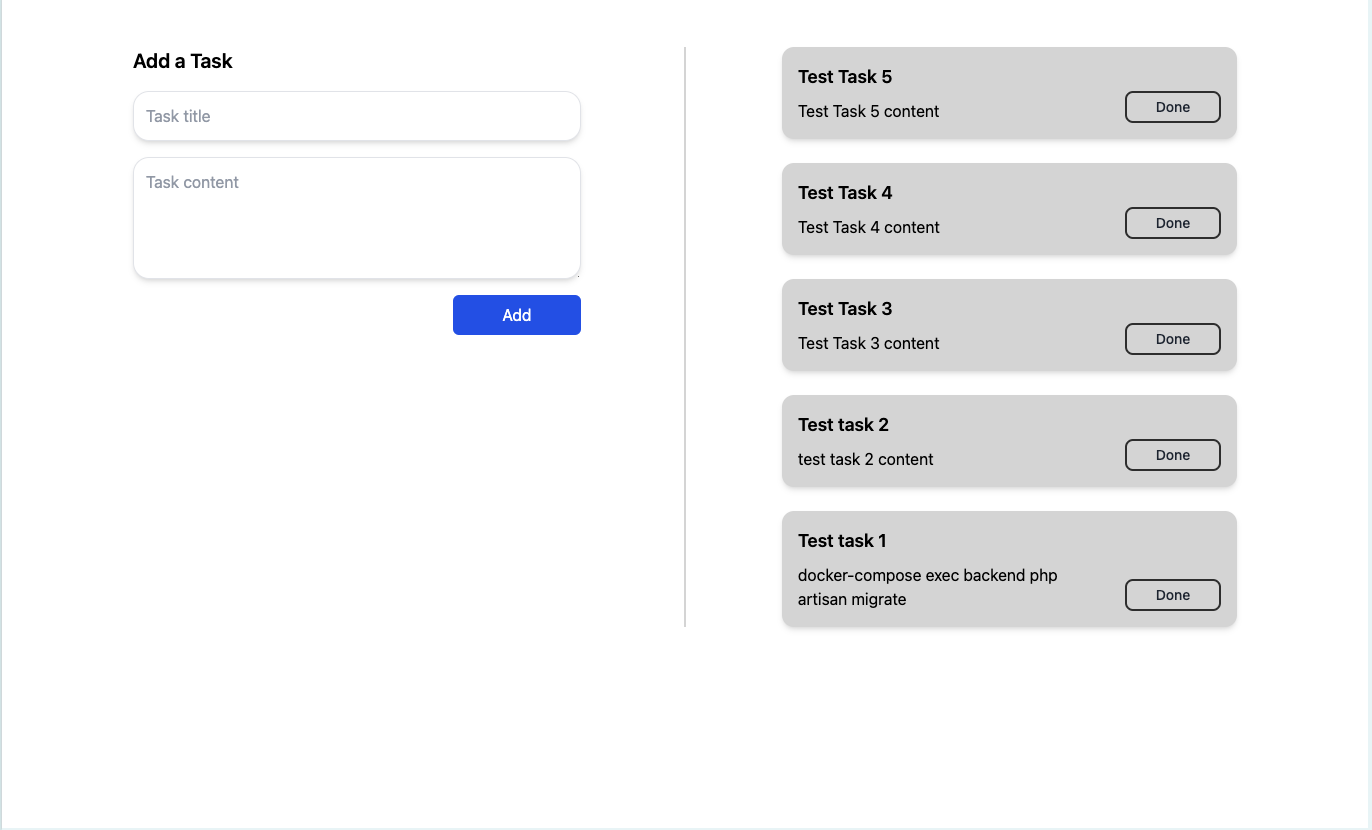 Add a Task
Task title
Task content
Add
Test Task 5
Test Task 5 content
Done
Test Task 4
Test Task 4 content
Done
Test Task 3
Test Task 3 content
Done
Test task 2
test task 2 content
Done
Test task 1
docker-compose exec backend php
artisan migrate
Done